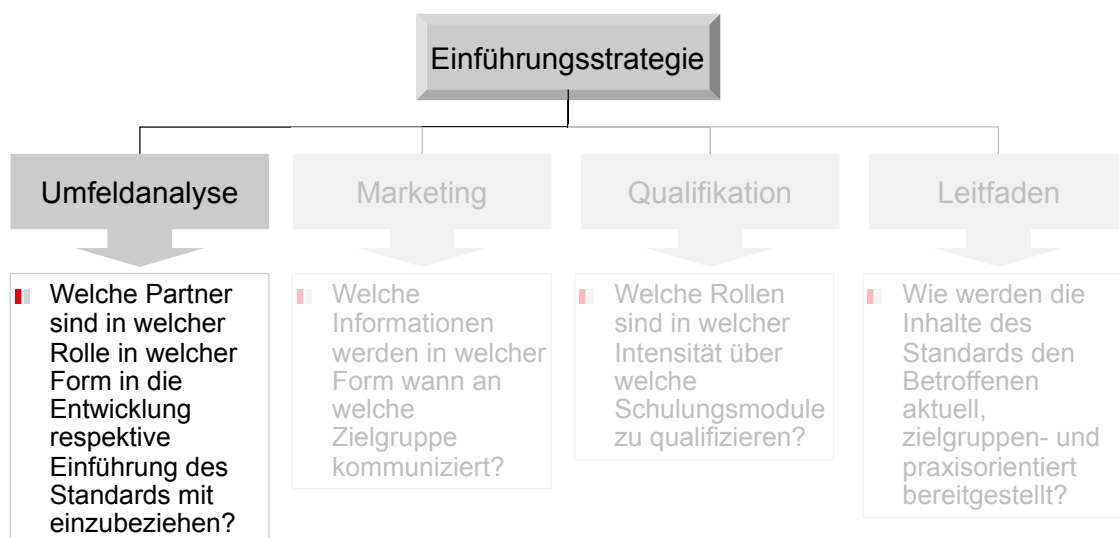 Einführungsstrategie
Umfeldanalyse
Welche Partner
sind in welcher
Rolle in welcher
Form in die
Entwicklung
respektive
Einführung des
Standards mit
einzubeziehen?
Marketing
Welche
Informationen
werden in welcher
Form wann an
welche
Zielgruppe
kommuniziert?
Qualifikation
Welche Rollen
sind in welcher
Intensität über
welche
Schulungsmodule
zu qualifizieren?
Leitfaden
Wie werden die
Inhalte des
Standards den
Betroffenen
aktuell,
zielgruppen- und
praxisorientiert
bereitgestellt?